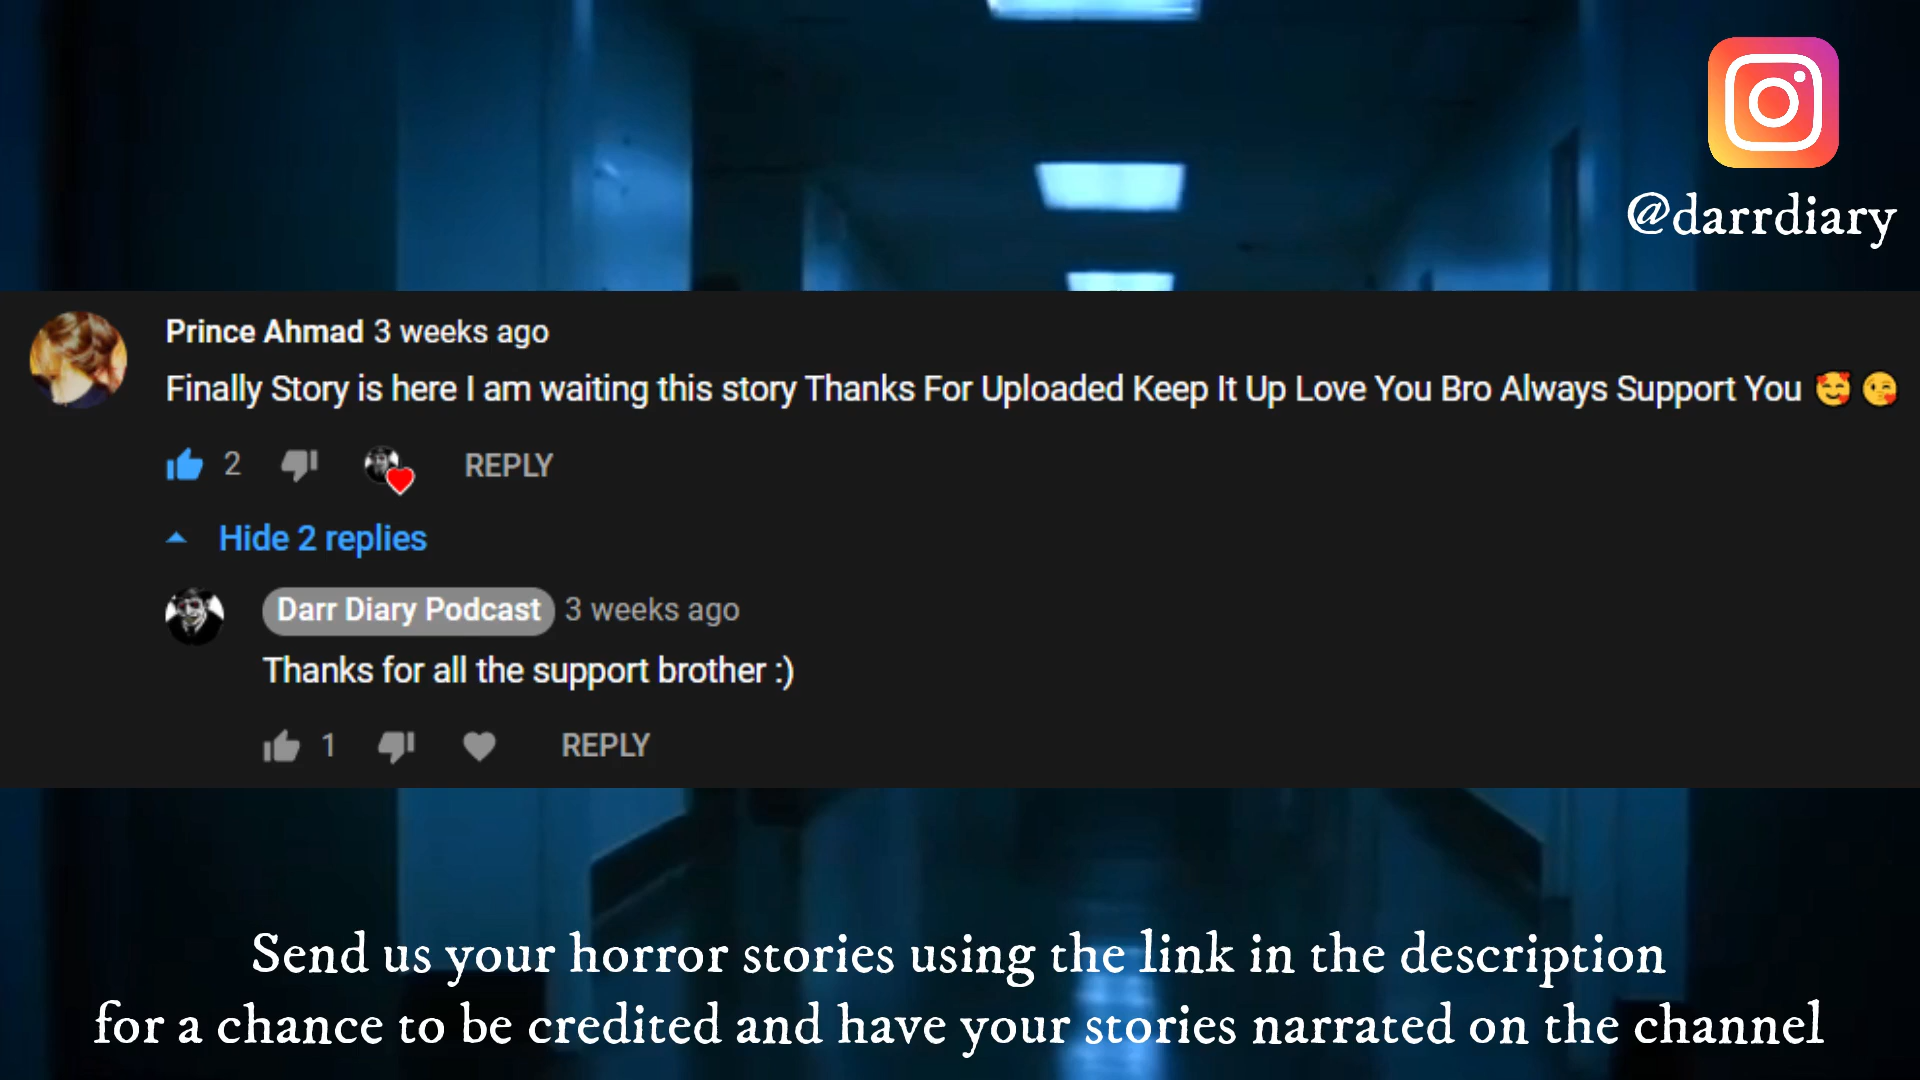 @darrdiary
Prince Ahmad 3 weeks ago
Finally Story is here I am waiting this story Thanks For Uploaded Keep It Up Love You Bro Always Support You 🥰 😘
2 REPLY
Hide 2 replies
Darr Diary Podcast 3 weeks ago
Thanks for all the support brother :)
1 REPLY
Send us your horror stories using the link in the description
for a chance to be credited and have your stories narrated on the channel